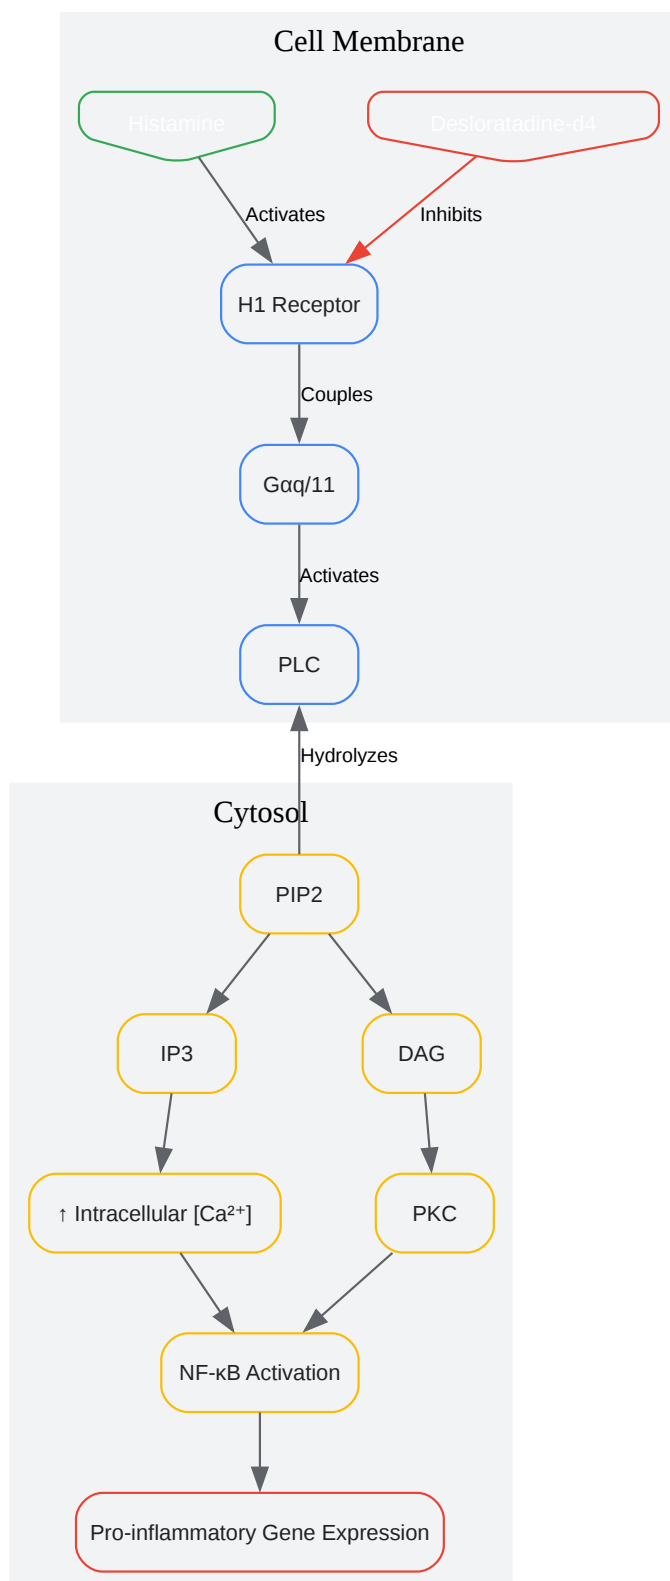 Cell Membrane
Histamine
Desloratadine-d4
Activates
Inhibits
H1 Receptor
Couples
Gαq/11
Activates
PLC
Hydrolyzes
Cytosol
PIP2
IP3
DAG
↑ Intracellular [Ca²⁺]
PKC
NF-κB Activation
Pro-inflammatory Gene Expression